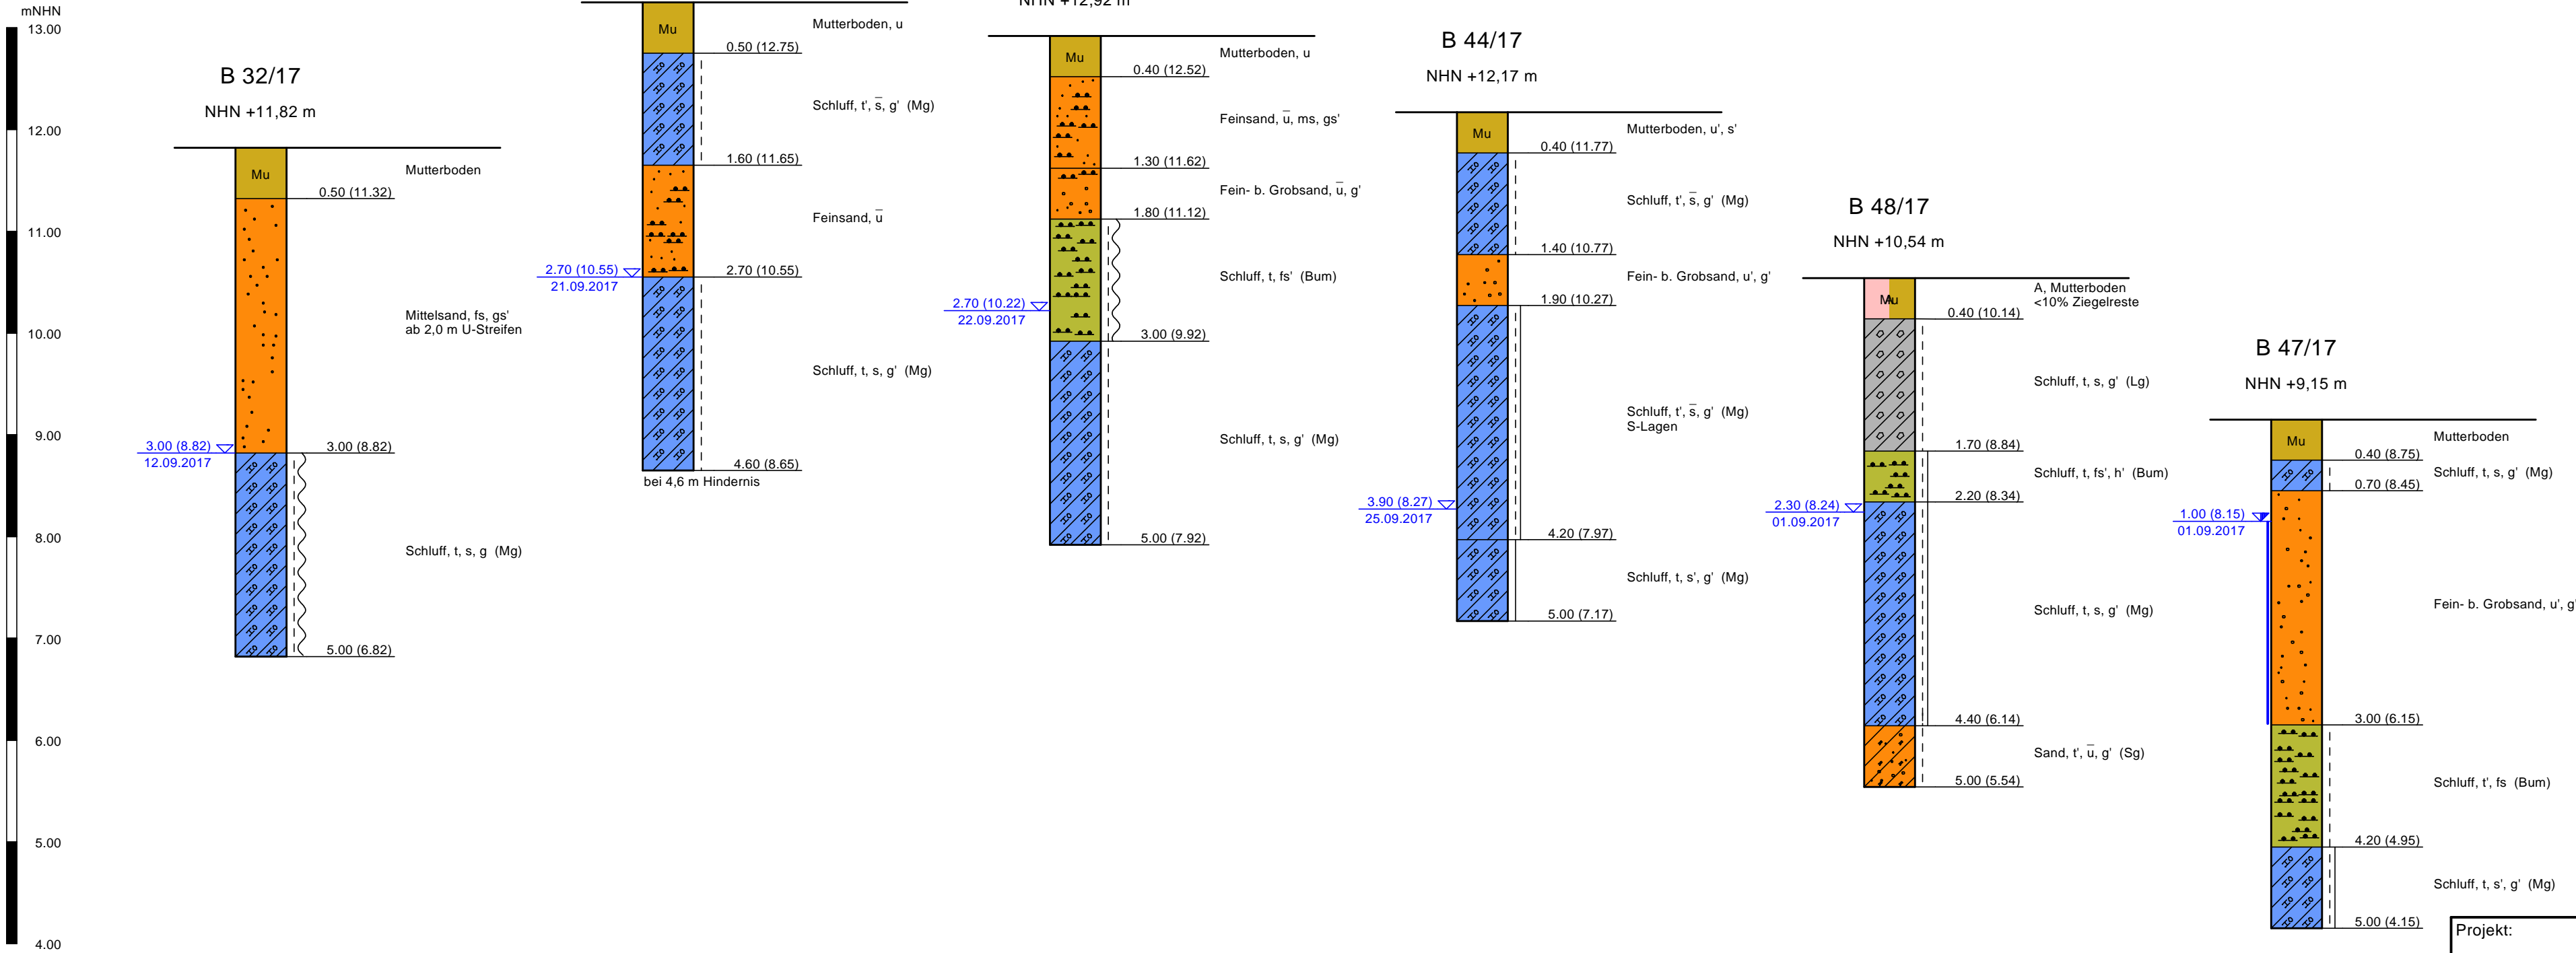 mNHN
13.00
12.00
11.00
10.00
9.00
8.00
7.00
6.00
5.00
4.00
B 32/17
NHN +11,82 m
Mu
Mutterboden
0.50 (11.32)
Mittelsand, fs, gs'
ab 2,0 m U-Streifen
3.00 (8.82)
12.09.2017
3.00 (8.82)
Schluff, t, s, g (Mg)
5.00 (6.82)
Mu
Mutterboden, u
0.50 (12.75)
Schluff, t', s̅, g' (Mg)
1.60 (11.65)
Feinsand, u̅
2.70 (10.55)
21.09.2017
2.70 (10.55)
Schluff, t, s, g' (Mg)
4.60 (8.65)
bei 4,6 m Hindernis
NHN +12,92 m
Mu
Mutterboden, u
0.40 (12.52)
Feinsand, u̅, ms, gs'
1.30 (11.62)
Fein- b. Grobsand, u̅, g'
1.80 (11.12)
Schluff, t, fs' (Bum)
2.70 (10.22)
22.09.2017
3.00 (9.92)
Schluff, t, s, g' (Mg)
5.00 (7.92)
B 44/17
NHN +12,17 m
Mu
Mutterboden, u', s'
0.40 (11.77)
Schluff, t', s̅, g' (Mg)
1.40 (10.77)
Fein- b. Grobsand, u', g'
1.90 (10.27)
Schluff, t', s̅, g' (Mg)
S-Lagen
3.90 (8.27)
25.09.2017
4.20 (7.97)
Schluff, t, s', g' (Mg)
5.00 (7.17)
B 48/17
NHN +10,54 m
Mu
A
A, Mutterboden
<10% Ziegelreste
0.40 (10.14)
Schluff, t, s, g' (Lg)
1.70 (8.84)
Schluff, t, fs', h' (Bum)
2.20 (8.34)
2.30 (8.24)
01.09.2017
Schluff, t, s, g' (Mg)
4.40 (6.14)
Sand, t', u̅, g' (Sg)
5.00 (5.54)
B 47/17
NHN +9,15 m
Mu
Mutterboden
0.40 (8.75)
Schluff, t, s, g' (Mg)
0.70 (8.45)
1.00 (8.15)
01.09.2017
Fein- b. Grobsand, u', g'
3.00 (6.15)
Schluff, t', fs (Bum)
4.20 (4.95)
Schluff, t, s', g' (Mg)
5.00 (4.15)
Projekt: